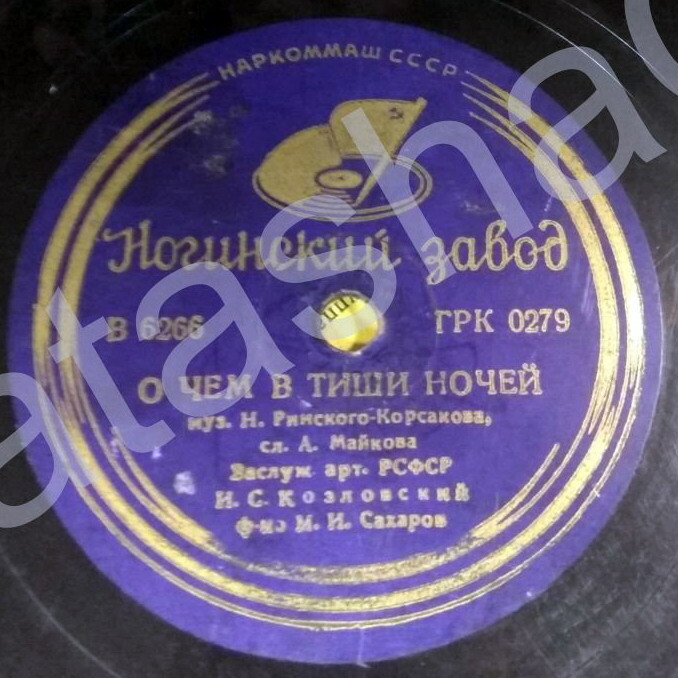 НАРКОММАШ СССР
Ногинский завод
В 6266 ГРК 0279
О ЧЕМ В ТИШИ НОЧЕЙ
муз. Н. Римского-Корсакова,
сл. А. Майкова
Заслуж арт. РСФСР
И. С. Козловский
ф-но М. И. Сахаров
atasha